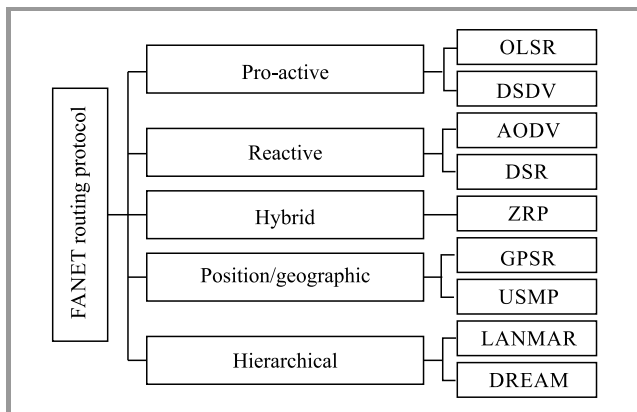 FANET routing protocol
Pro-active
OLSR
DSDV
Reactive
AODV
DSR
Hybrid
ZRP
Position/geographic
GPSR
USMP
Hierarchical
LANMAR
DREAM